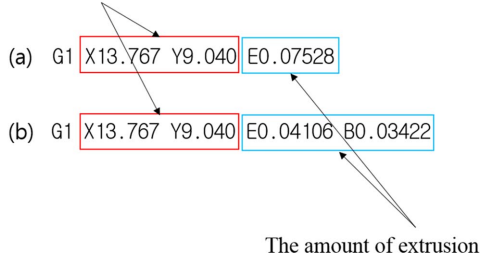 (a) G1 X13.767 Y9.040 E0.07528
(b) G1 X13.767 Y9.040 E0.04106 B0.03422
The amount of extrusion